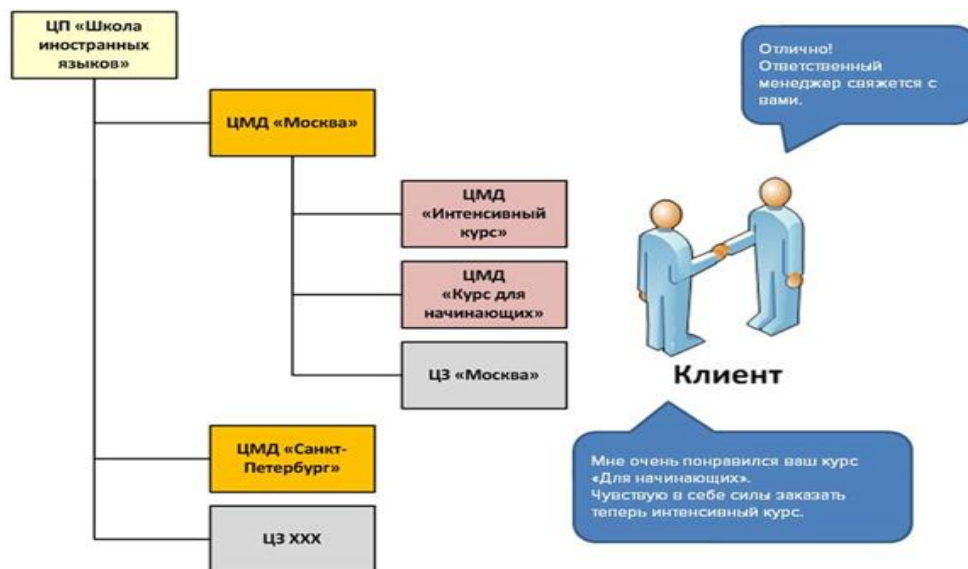 ЦП «Школа
иностранных
языков»
Отлично!
Ответственный
менеджер свяжется с
вами.
ЦМД «Москва»
ЦМД
«Интенсивный
курс»
ЦМД
«Курс для
начинающих»
ЦЗ «Москва»
Клиент
ЦМД «Санкт-
Петербург»
Мне очень понравился ваш курс
«Для начинающих».
Чувствую в себе силы заказать
теперь интенсивный курс.
ЦЗ ХХХ